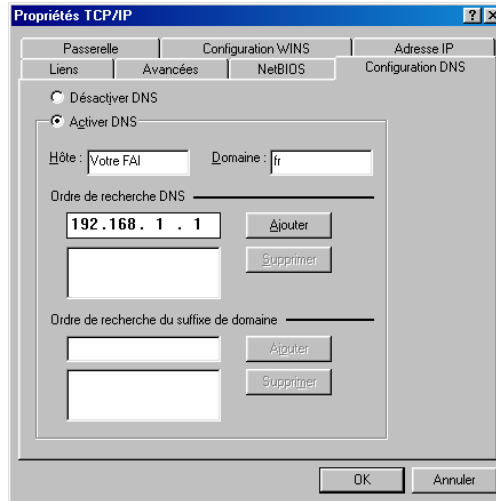 Propriétés TCP/IP
Passerelle Configuration WINS Adresse IP
Liens Avancées NetBIOS Configuration DNS
Désactiver DNS
Activer DNS
Hôte : Votre FAI Domaine : fr
Ordre de recherche DNS
192.168. 1 . 1 Ajouter
Supprimer
Ordre de recherche du suffixe de domaine
Ajouter
Supprimer
OK Annuler